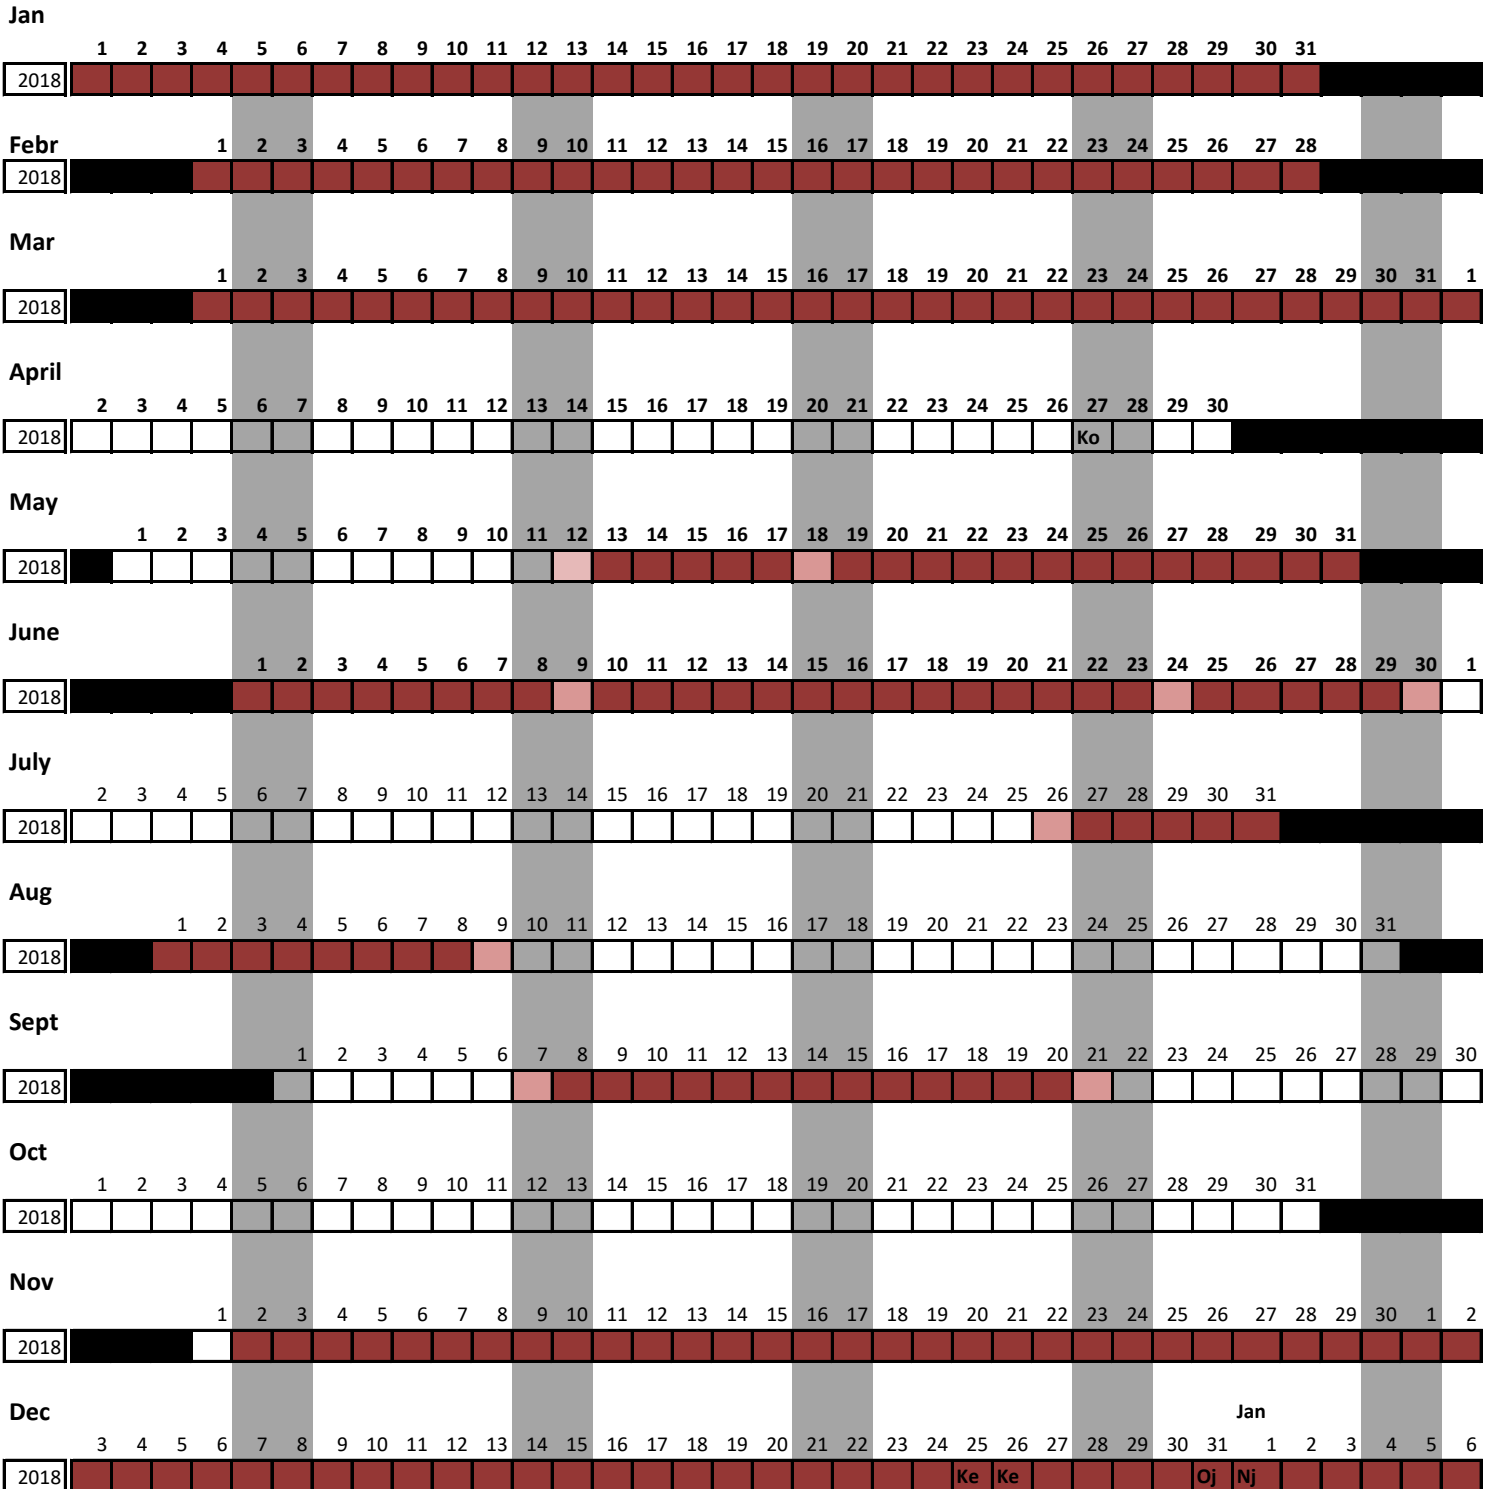 Jan
1 2 3 4 5 6 7 8 9 10 11 12 13 14 15 16 17 18 19 20 21 22 23 24 25 26 27 28 29 30 31
2018
Febr 1 2 3 4 5 6 7 8 9 10 11 12 13 14 15 16 17 18 19 20 21 22 23 24 25 26 27 28
2018
Mar
1 2 3 4 5 6 7 8 9 10 11 12 13 14 15 16 17 18 19 20 21 22 23 24 25 26 27 28 29 30 31 1
2018
April
2 3 4 5 6 7 8 9 10 11 12 13 14 15 16 17 18 19 20 21 22 23 24 25 26 27 28 29 30
2018 Ko
May
1 2 3 4 5 6 7 8 9 10 11 12 13 14 15 16 17 18 19 20 21 22 23 24 25 26 27 28 29 30 31
2018
June
1 2 3 4 5 6 7 8 9 10 11 12 13 14 15 16 17 18 19 20 21 22 23 24 25 26 27 28 29 30 1
2018
July
2 3 4 5 6 7 8 9 10 11 12 13 14 15 16 17 18 19 20 21 22 23 24 25 26 27 28 29 30 31
2018
Aug
1 2 3 4 5 6 7 8 9 10 11 12 13 14 15 16 17 18 19 20 21 22 23 24 25 26 27 28 29 30 31
2018
Sept
1 2 3 4 5 6 7 8 9 10 11 12 13 14 15 16 17 18 19 20 21 22 23 24 25 26 27 28 29 30
2018
Oct
1 2 3 4 5 6 7 8 9 10 11 12 13 14 15 16 17 18 19 20 21 22 23 24 25 26 27 28 29 30 31
2018
Nov
1 2 3 4 5 6 7 8 9 10 11 12 13 14 15 16 17 18 19 20 21 22 23 24 25 26 27 28 29 30 1 2
2018
Dec Jan
3 4 5 6 7 8 9 10 11 12 13 14 15 16 17 18 19 20 21 22 23 24 25 26 27 28 29 30 31 1 2 3 4 5 6
2018 Ke Ke Oj Nj